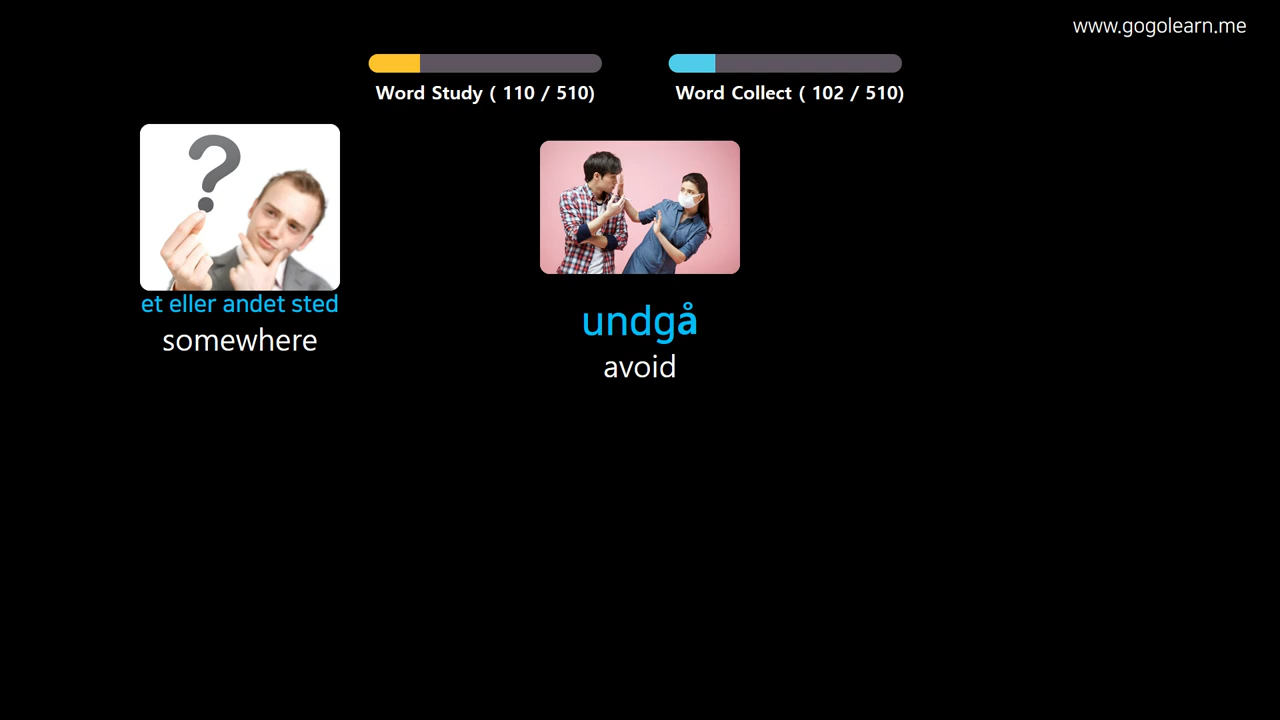 www.gogolearn.me
Word Study ( 110 / 510)
Word Collect ( 102 / 510)
et eller andet sted
somewhere
undgå
avoid